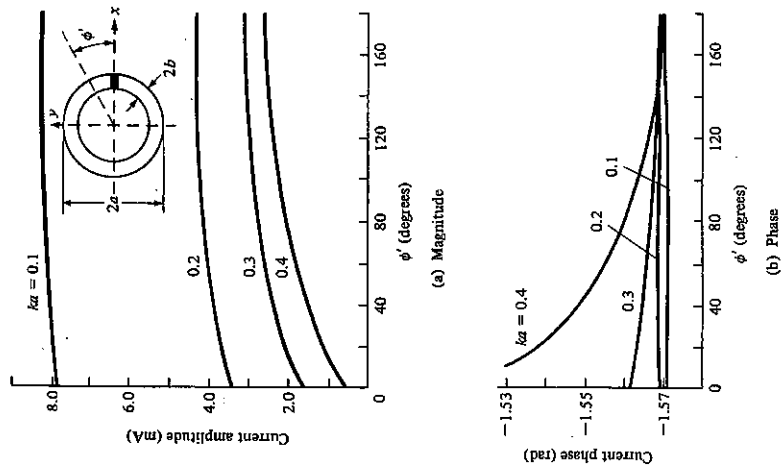 ka = 0.1
0.2
0.3
0.4
8.0
6.0
4.0
2.0
0
40
80
120
160
Current amplitude (mA)
ϕ′ (degrees)
y
x
ϕ′
2a
2b
(a) Magnitude
ka = 0.4
0.3
0.2
0.1
−1.53
−1.55
−1.57
0
40
80
120
160
Current phase (rad)
ϕ′ (degrees)
(b) Phase